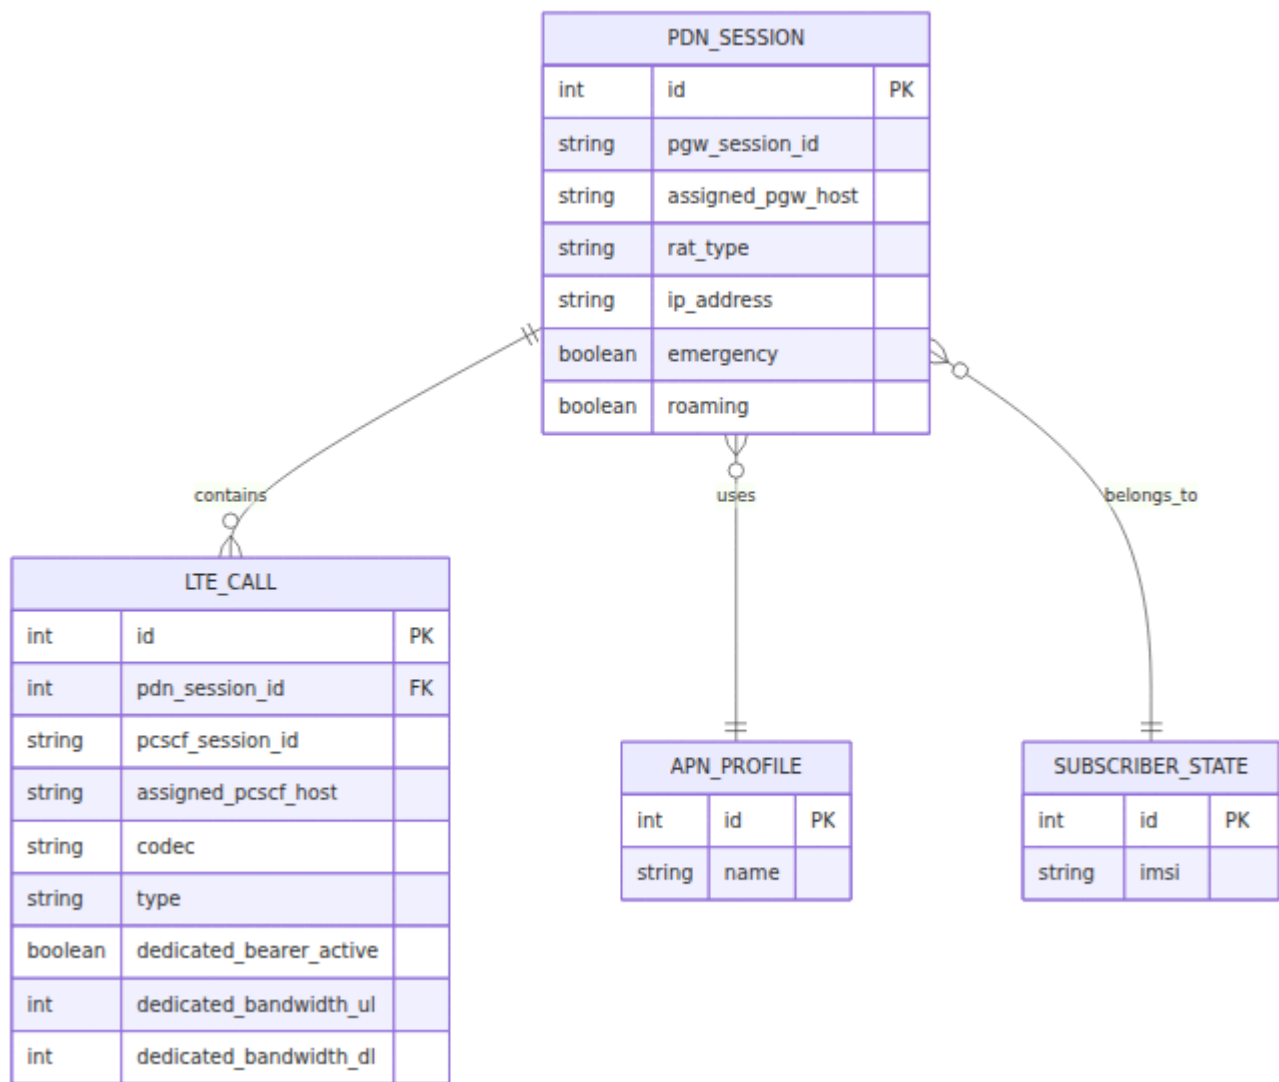 PDN_SESSION
int id PK
string pgw_session_id
string assigned_pgw_host
string rat_type
string ip_address
boolean emergency
boolean roaming
contains
uses
belongs_to
LTE_CALL
int id PK
int pdn_session_id FK
string pcscf_session_id
string assigned_pcscf_host
string codec
string type
boolean dedicated_bearer_active
int dedicated_bandwidth_ul
int dedicated_bandwidth_dl
APN_PROFILE
int id PK
string name
SUBSCRIBER_STATE
int id PK
string imsi